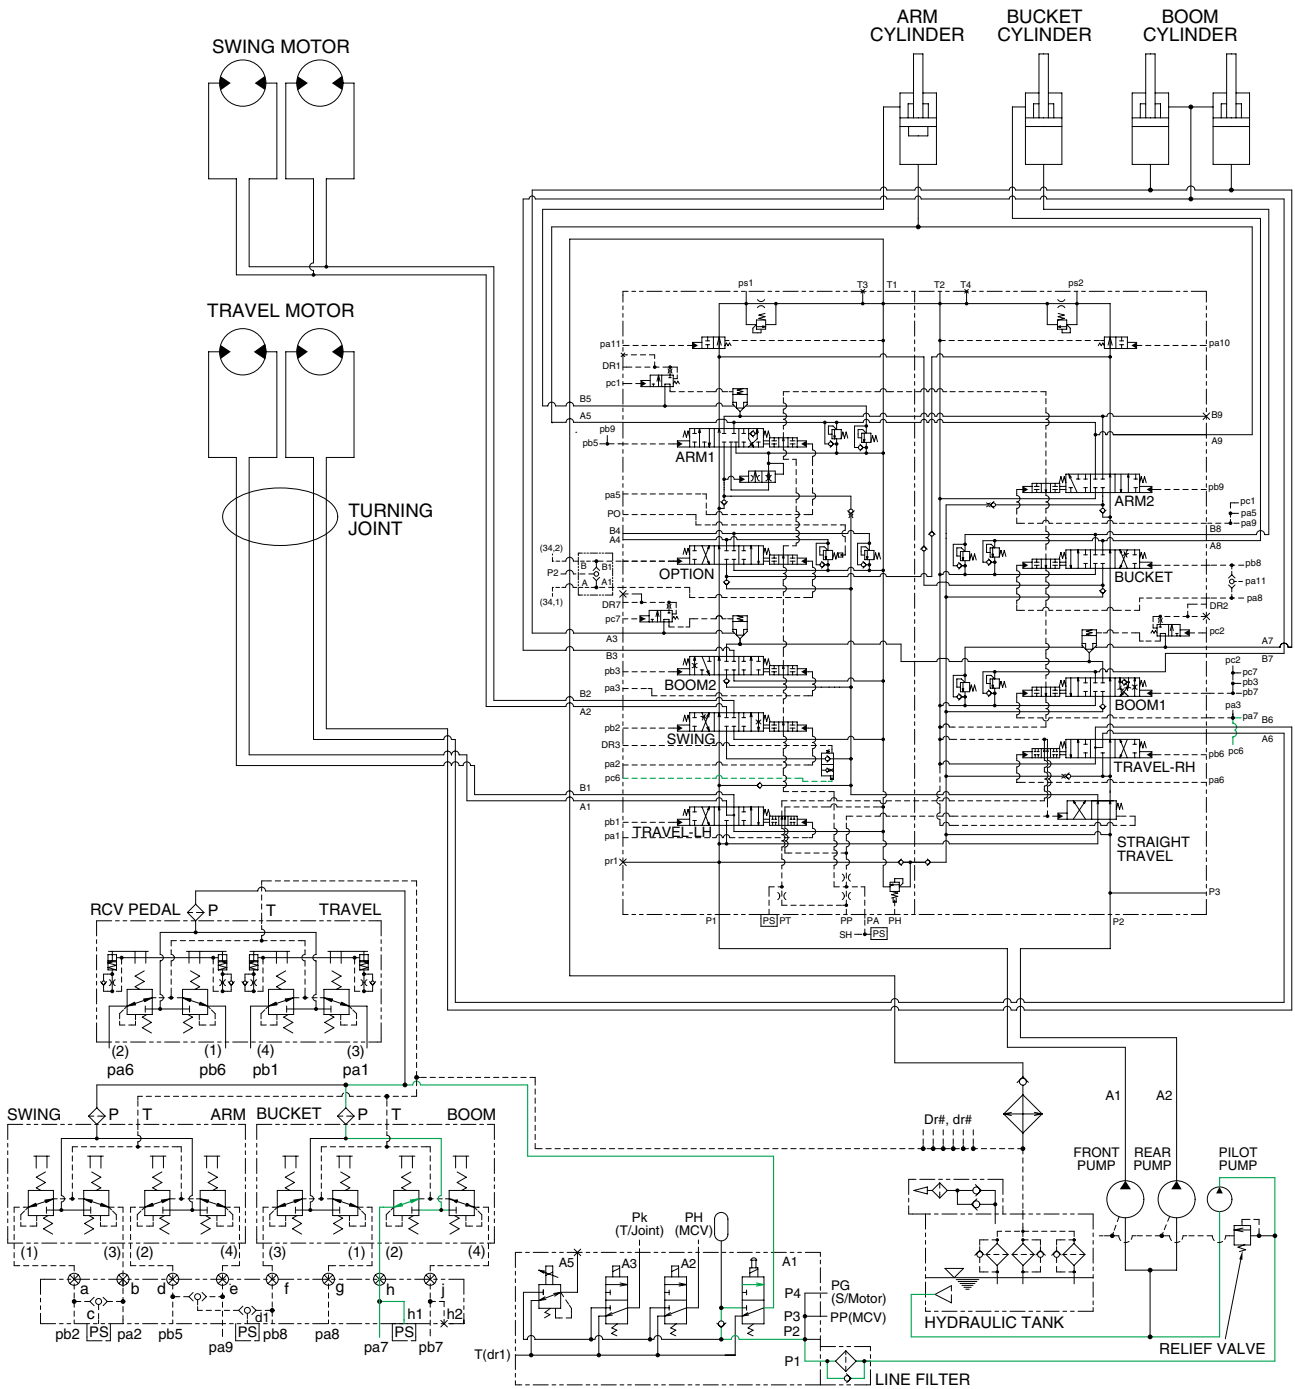 ARM
CYLINDER
BUCKET
CYLINDER
BOOM
CYLINDER
SWING MOTOR
TRAVEL MOTOR
TURNING
JOINT
ps1
T3
T1
T2
T4
ps2
pa11
pa10
DR1
pc1
B5
A5
B9
A9
pb9
pb5
ARM1
pb9
ARM2
pa5
PO
pc1
pa5
pa9
B4
A4
B8
A8
(34,2)
B
B1
P2
A
A1
(34,1)
OPTION
BUCKET
pb8
pa11
pa8
DR7
pc7
DR2
pc2
A3
B3
A7
B7
pb3
BOOM2
pa3
pc2
pc7
pb3
pb7
BOOM1
B2
A2
pa3
pa7
B6
A6
pc6
pb2
SWING
DR3
pa2
pc6
pb6
TRAVEL-RH
pa6
B1
A1
pb1
TRAVEL-LH
pa1
STRAIGHT
TRAVEL
pr1
P3
P1
PS
PT
PP
PA
PH
P2
SH
PS
RCV PEDAL
P
T
TRAVEL
(2)
(1)
(4)
(3)
pa6
pb6
pb1
pa1
SWING
P
T
ARM
BUCKET
P
T
BOOM
(1)
(3)
(2)
(4)
(3)
(1)
(2)
(4)
a
b
d
e
f
g
h
j
c
d1
h1
h2
pb2
PS
pa2
pb5
pa9
PS
pb8
pa8
pa7
PS
pb7
A1
A2
Dr#, dr#
FRONT
PUMP
REAR
PUMP
PILOT
PUMP
HYDRAULIC TANK
RELIEF VALVE
Pk
(T/Joint)
PH
(MCV)
A5
A3
A2
A1
P4
PG
(S/Motor)
P3
PP(MCV)
P2
T(dr1)
P1
LINE FILTER